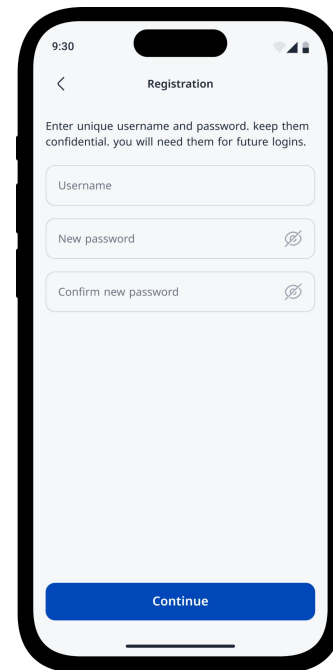 9:30
Registration
Enter unique username and password. keep them
confidential. you will need them for future logins.
Username
New password
Confirm new password
Continue